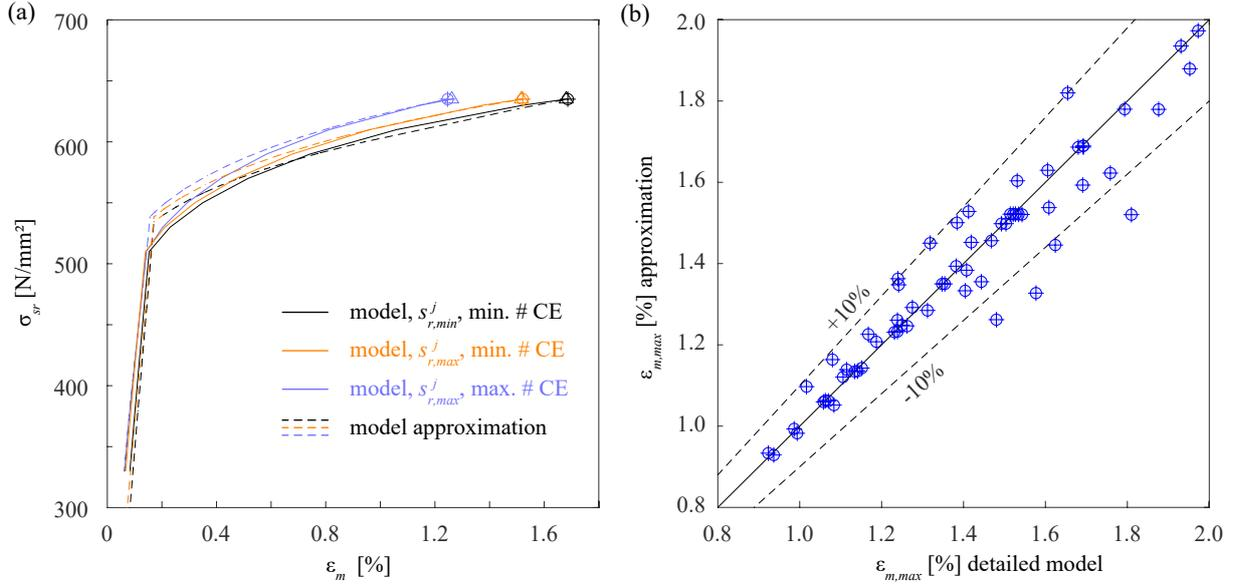 (a)
700
600
500
400
300
0
0.4
0.8
1.2
1.6
σsr [N/mm²]
εm [%]
model, s^j_r,min, min. # CE
model, s^j_r,max, min. # CE
model, s^j_r,max, max. # CE
model approximation
(b)
2.0
1.8
1.6
1.4
1.2
1.0
0.8
0.8
1.0
1.2
1.4
1.6
1.8
2.0
εm,max [%] approximation
εm,max [%] detailed model
+10%
-10%